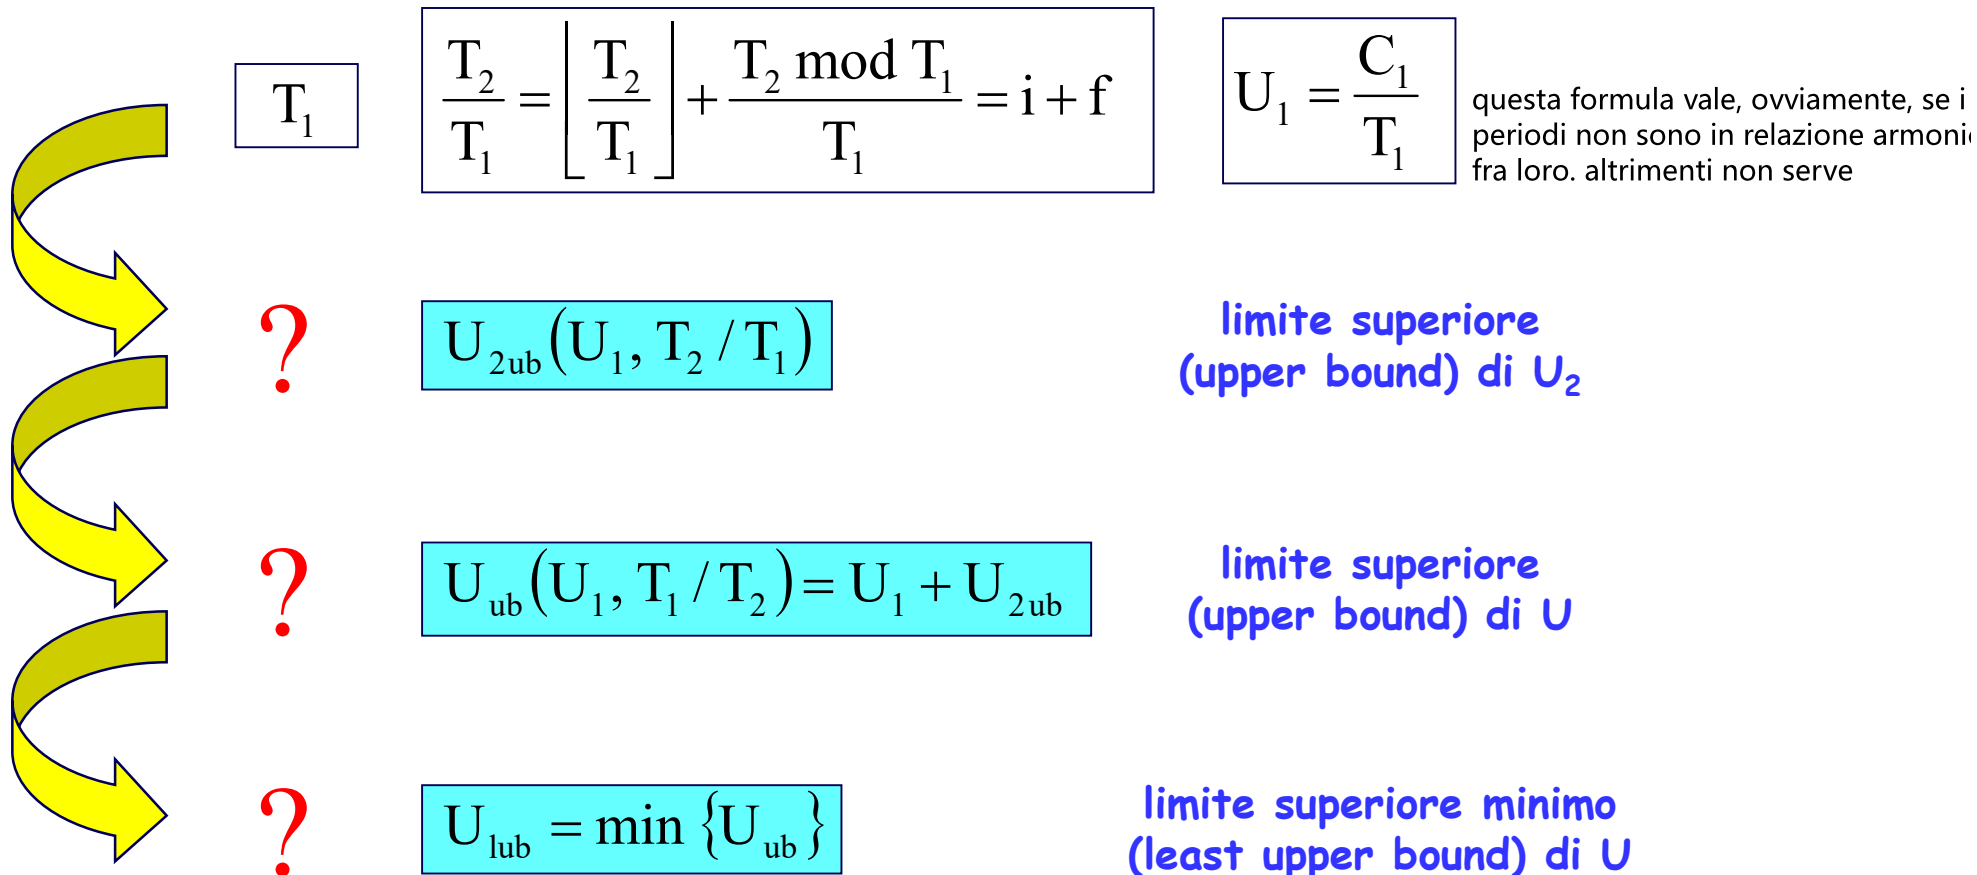 T₁
T₂/T₁ = ⌊T₂/T₁⌋ + (T₂ mod T₁)/T₁ = i + f
U₁ = C₁/T₁
questa formula vale, ovviamente, se i
periodi non sono in relazione armoni
fra loro. altrimenti non serve
?
U₂ub(U₁, T₂ / T₁)
limite superiore
(upper bound) di U₂
?
Uub(U₁, T₁ / T₂) = U₁ + U₂ub
limite superiore
(upper bound) di U
?
Ulub = min {Uub}
limite superiore minimo
(least upper bound) di U